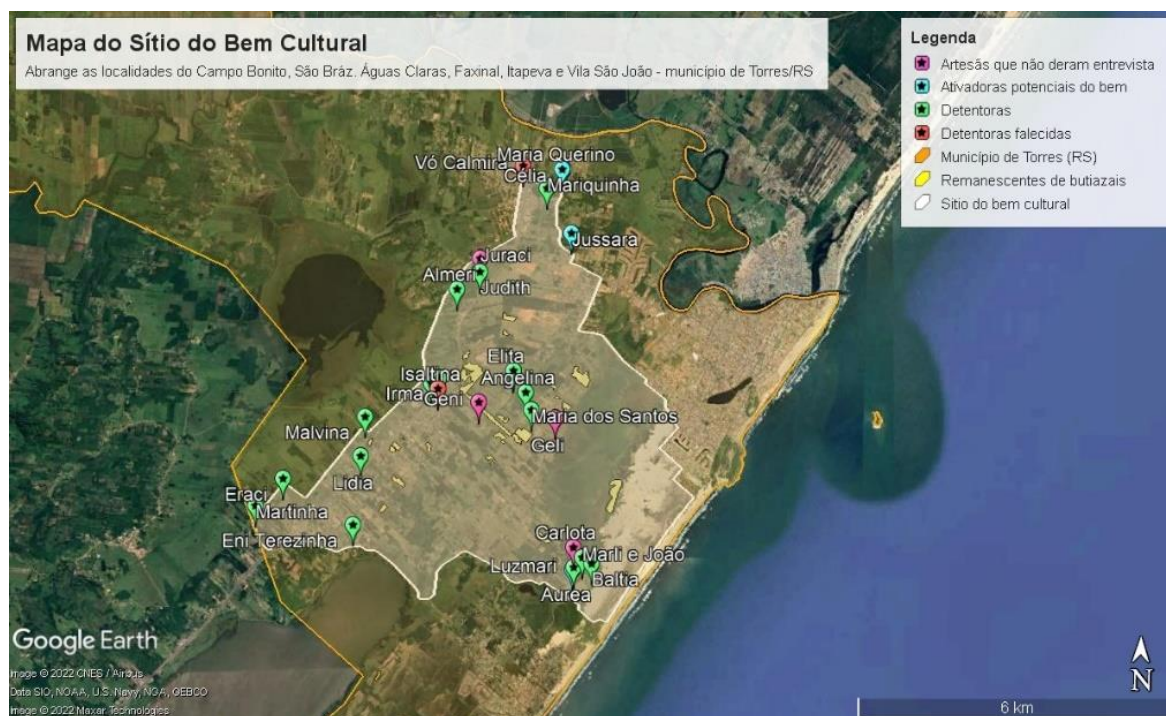 Mapa do Sítio do Bem Cultural
Abrange as localidades do Campo Bonito, São Bráz. Águas Claras, Faxinal, Itapeva e Vila São João - município de Torres/RS
Legenda
Artesãs que não deram entrevista
Ativadoras potenciais do bem
Detentoras
Detentoras falecidas
Município de Torres (RS)
Remanescentes de butiazais
Sitio do bem cultural
Maria Querino
Vó Calmira
Célia
Mariquinha
Jussara
Juraci
Almeri
Judith
Elita
Isaltina
Angelina
Irma
Geni
Maria dos Santos
Malvina
Geli
Lidia
Eraci
Martinha
Eni Terezinha
Carlota
Marli e João
Luzmari
Baltia
Aurea
Google Earth
Image © 2022 CNES / Airbus
Data SIO, NOAA, U.S. Navy, NGA, GEBCO
Image © 2022 Maxar Technologies
N
6 km